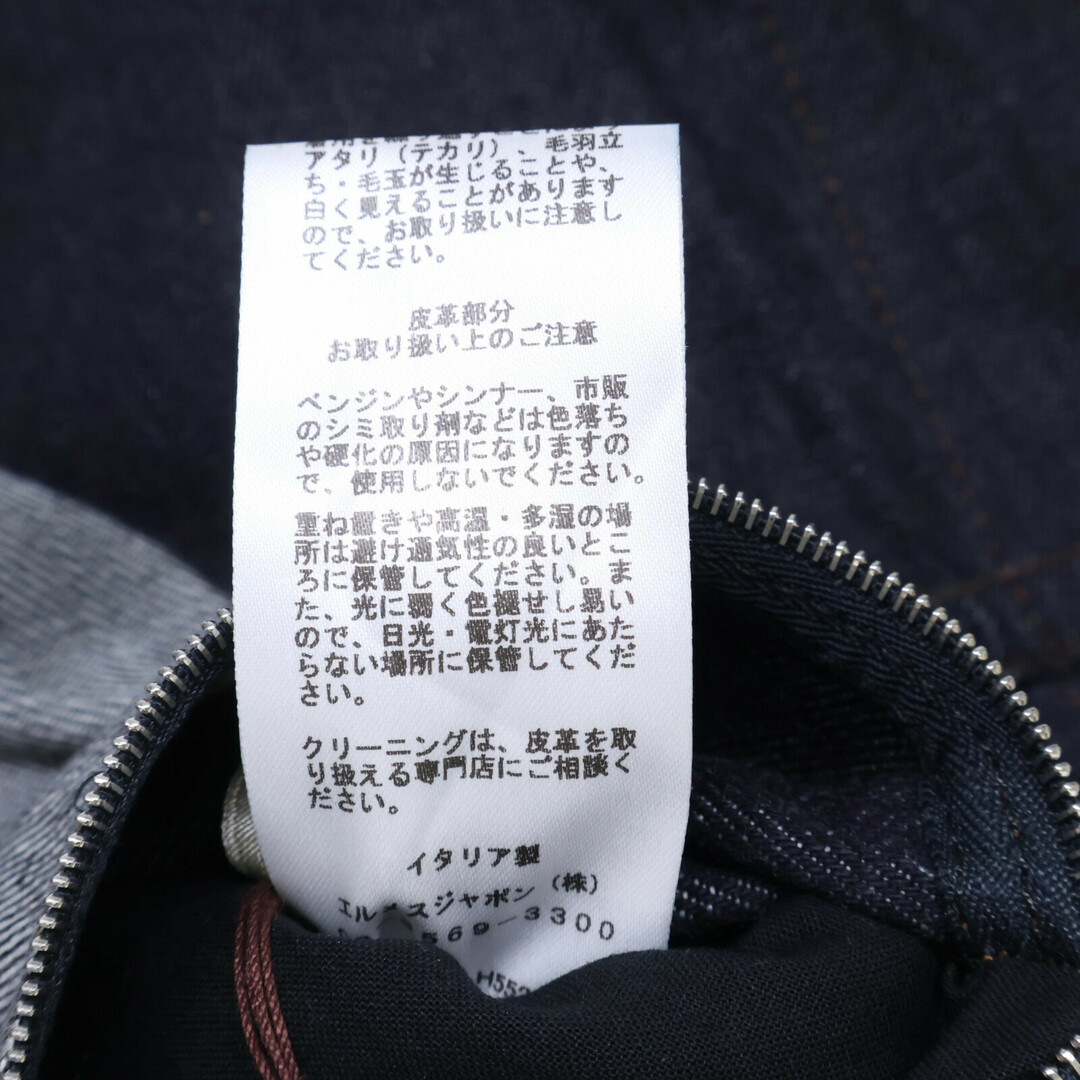 アタリ（テカリ）、毛羽立
ち・毛玉が生じることや、
白く見えることがあります
ので、お取り扱いに注意し
てください。
皮革部分
お取り扱い上のご注意
ベンジンやシンナー、市販
のシミ取り剤などは色落ち
や硬化の原因になりますの
で、使用しないでください。
重ね置きや高温・多湿の場
所は避け通気性の良いとこ
ろに保管してください。ま
た、光に弱く色褪せし易い
ので、日光・電灯光にあた
らない場所に保管してくだ
さい。
クリーニングは、皮革を取
り扱える専門店にご相談く
ださい。
イタリア製
エルメスジャポン（株）
569-3300